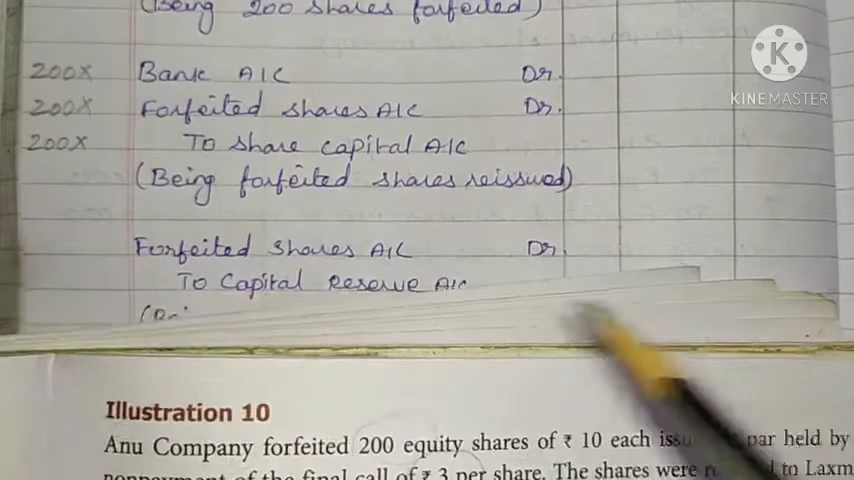 (Being 200 shares forfeited)
200X Bank A/C Dr.
200X Forfeited shares A/C Dr.
200X To share capital A/C
(Being forfeited shares reissued)
Forfeited shares A/C Dr.
To Capital Reserve A/C
KINEMASTER
Illustration 10
Anu Company forfeited 200 equity shares of ₹ 10 each par held by
nonpayment of the final call of ₹ 3 per share. The shares were to